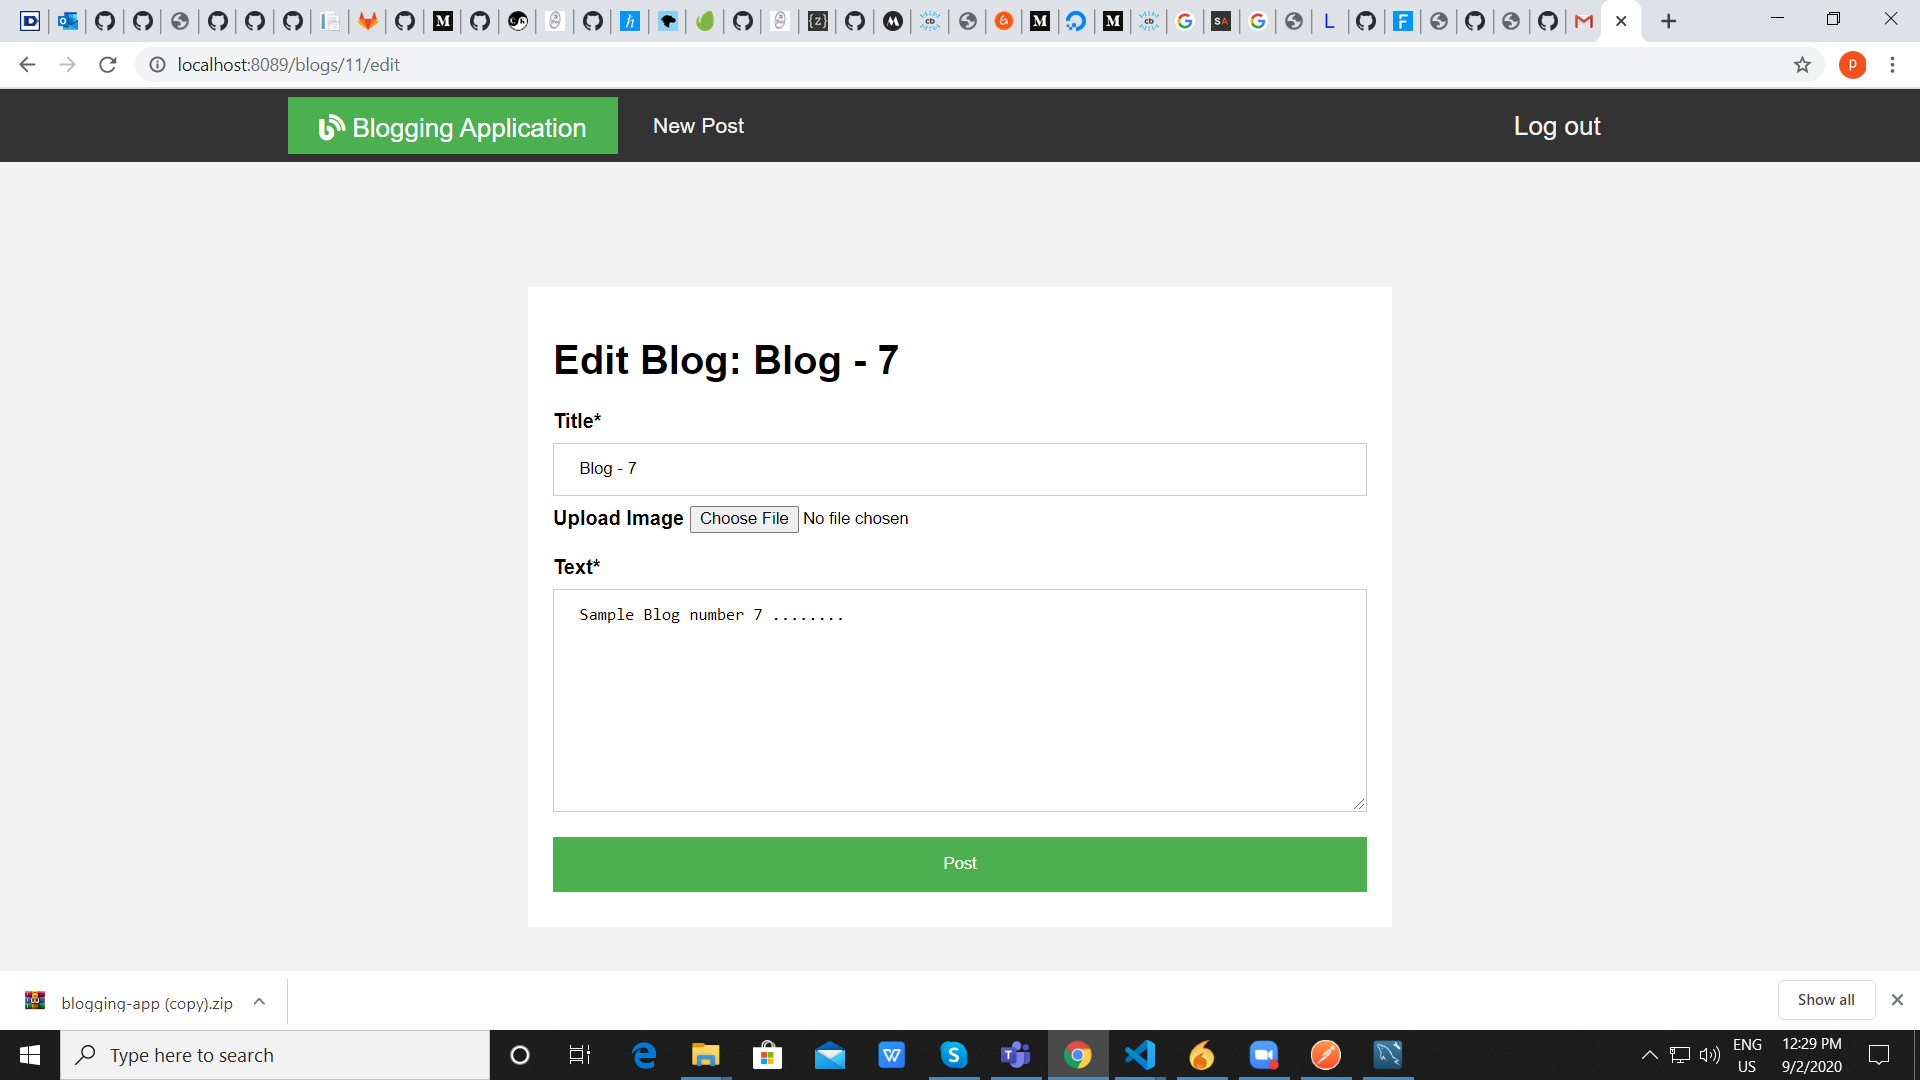 localhost:8089/blogs/11/edit
P
Blogging Application
New Post
Log out
Edit Blog: Blog - 7
Title*
Blog - 7
Upload Image Choose File No file chosen
Text*
Sample Blog number 7 ........
Post
blogging-app (copy).zip
Show all
Type here to search
ENG
US
12:29 PM
9/2/2020